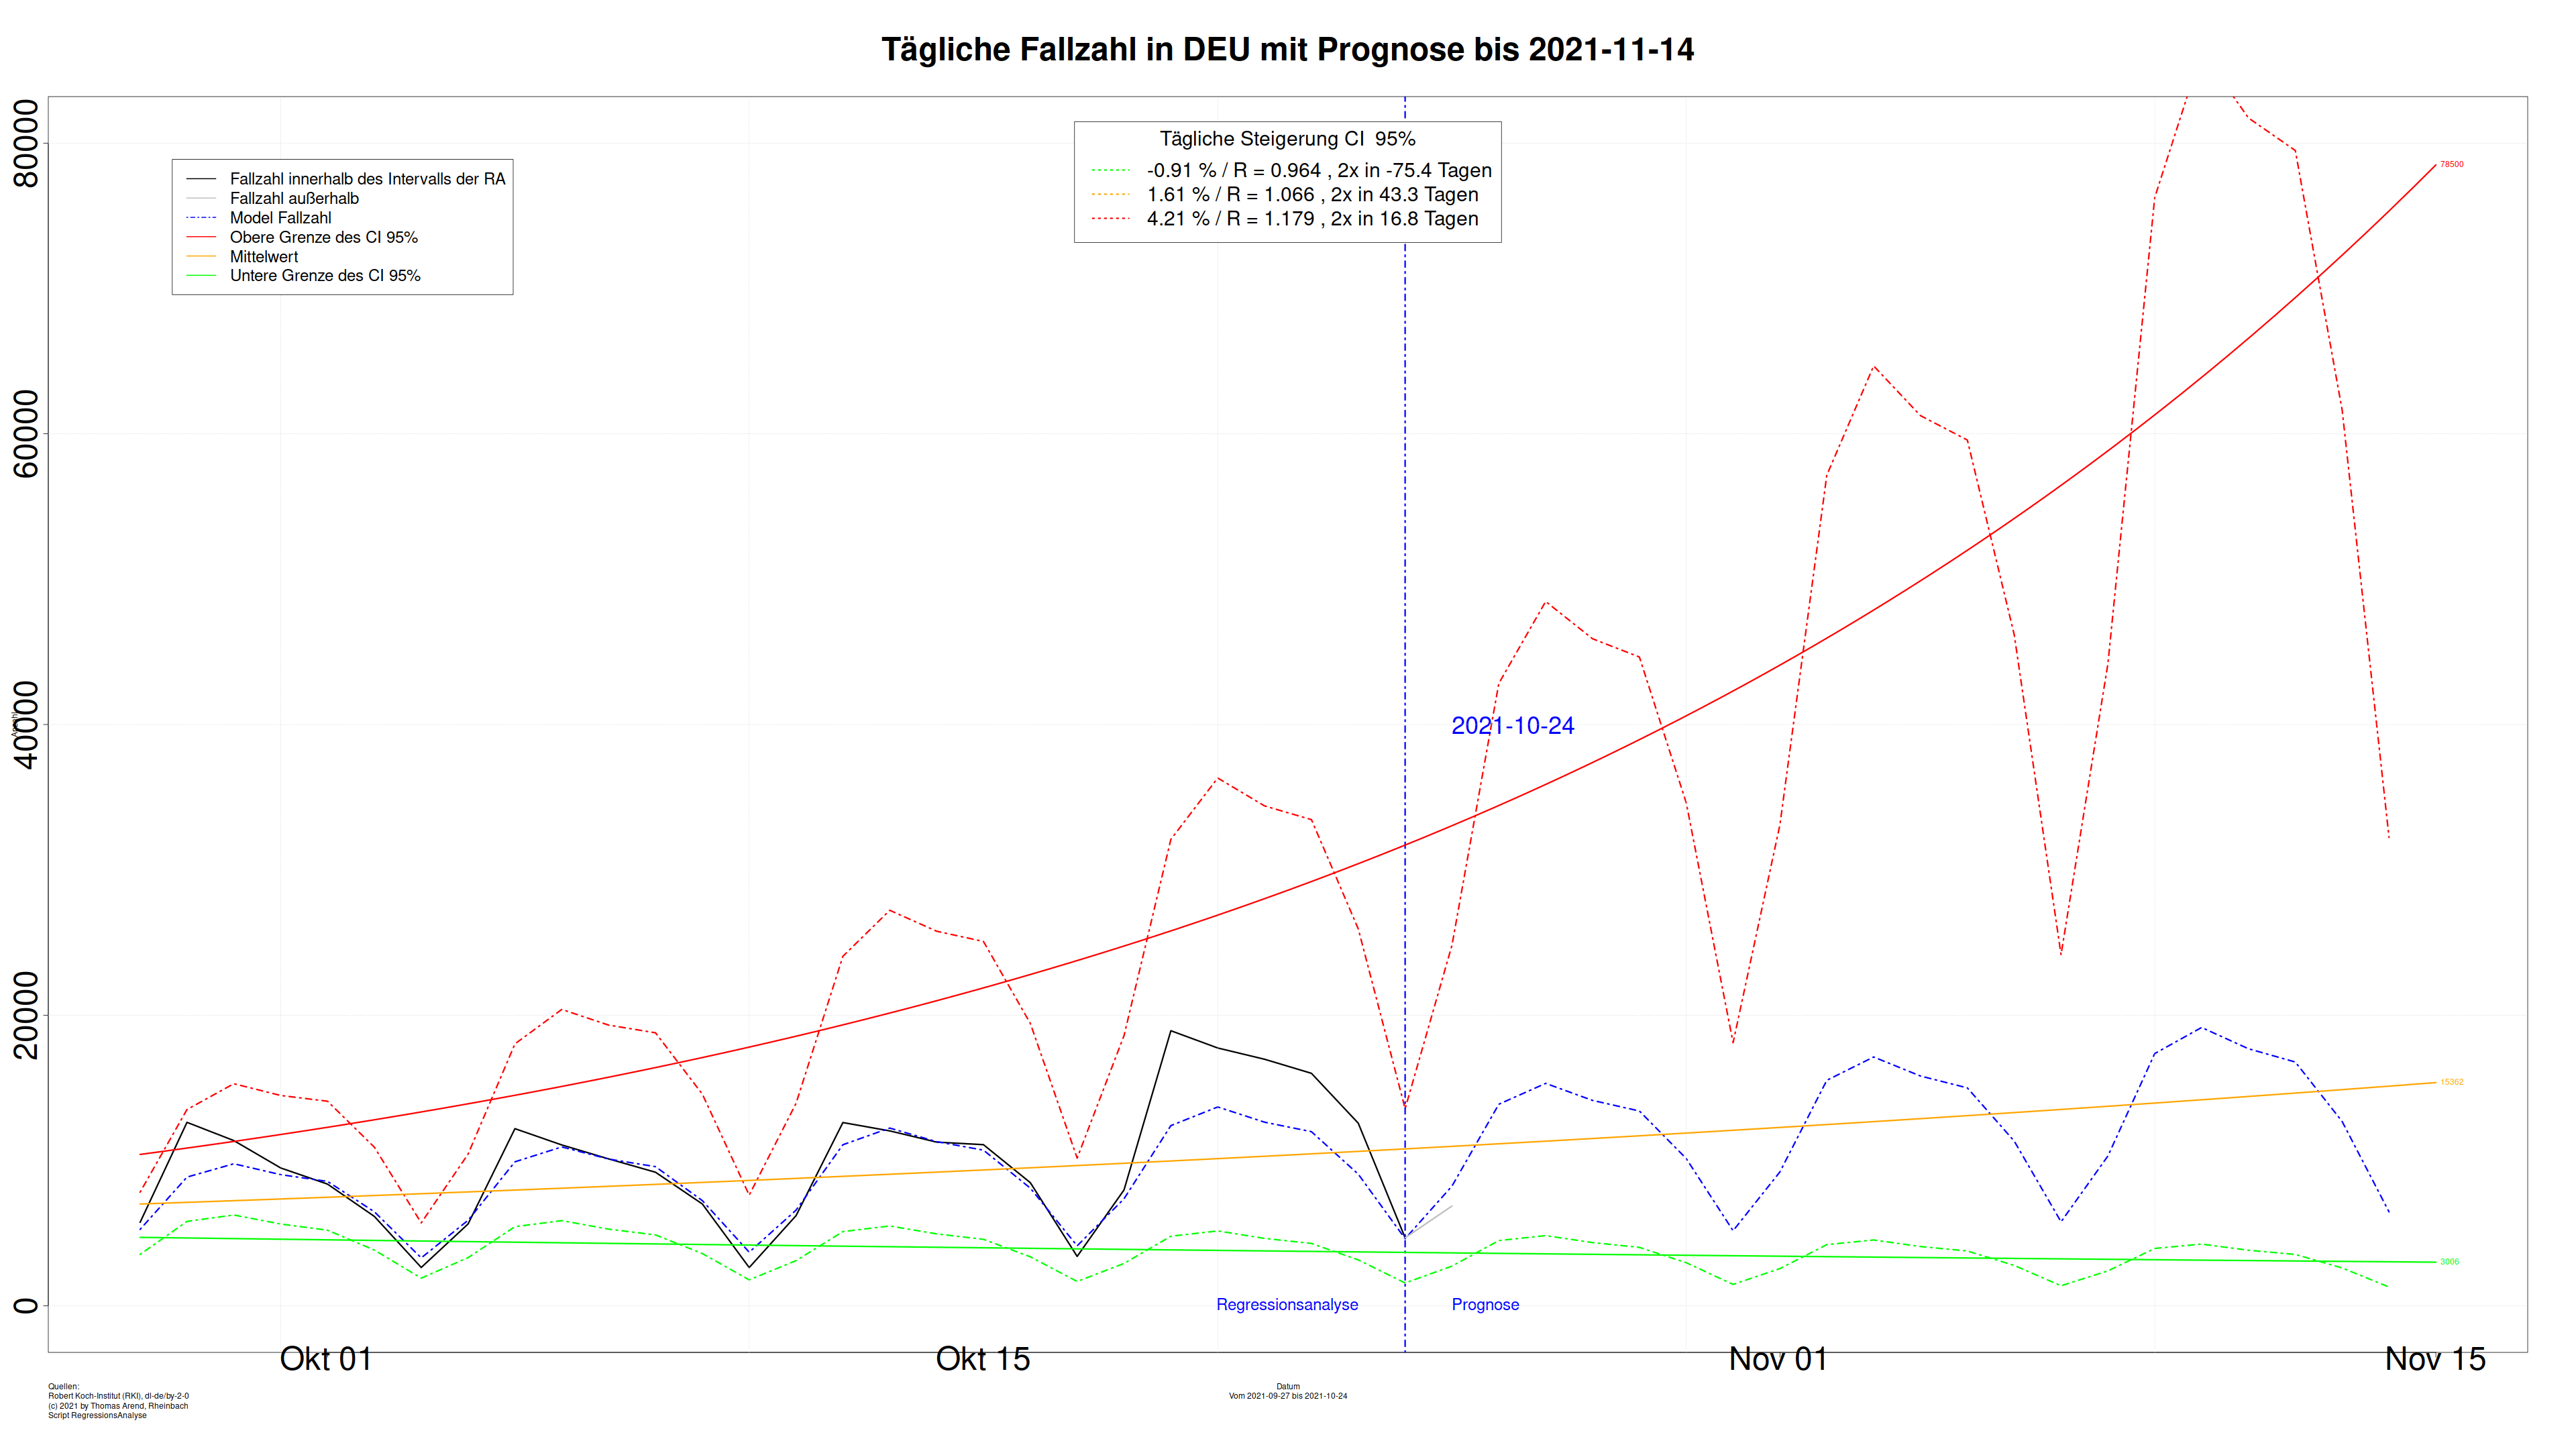 Tägliche Fallzahl in DEU mit Prognose bis 2021-11-14
80000
60000
40000
20000
0
Anzahl
Fallzahl innerhalb des Intervalls der RA
Fallzahl außerhalb
Model Fallzahl
Obere Grenze des CI 95%
Mittelwert
Untere Grenze des CI 95%
Tägliche Steigerung CI  95%
-0.91 % / R = 0.964 , 2x in -75.4 Tagen
1.61 % / R = 1.066 , 2x in 43.3 Tagen
4.21 % / R = 1.179 , 2x in 16.8 Tagen
78500
2021-10-24
15362
3006
Regressionsanalyse
Prognose
Okt 01
Okt 15
Nov 01
Nov 15
Datum
Vom 2021-09-27 bis 2021-10-24
Quellen:
Robert Koch-Institut (RKI), dl-de/by-2-0
(c) 2021 by Thomas Arend, Rheinbach
Script RegressionsAnalyse